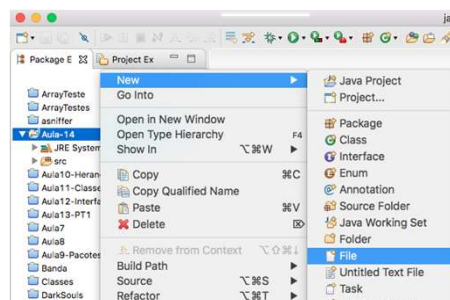 ja
Package E
Project Ex
ArrayTeste
ArrayTestes
asniffer
Aula-14
JRE System
src
Aula10-Heran
Aula11-Classe
Aula12-Interfa
Aula13-PT1
Aula7
Aula8
Aula9-Pacotes
Banda
Classes
DarkSouls
New
Go Into
Open in New Window
Open Type Hierarchy F4
Show In ⌥⌘W
Copy ⌘C
Copy Qualified Name
Paste ⌘V
Delete ⌦
Remove from Context ⌥⇧⌘↓
Build Path
Source ⌥⌘S
Refactor ⌥⌘T
Java Project
Project...
Package
Class
Interface
Enum
Annotation
Source Folder
Java Working Set
Folder
File
Untitled Text File
Task